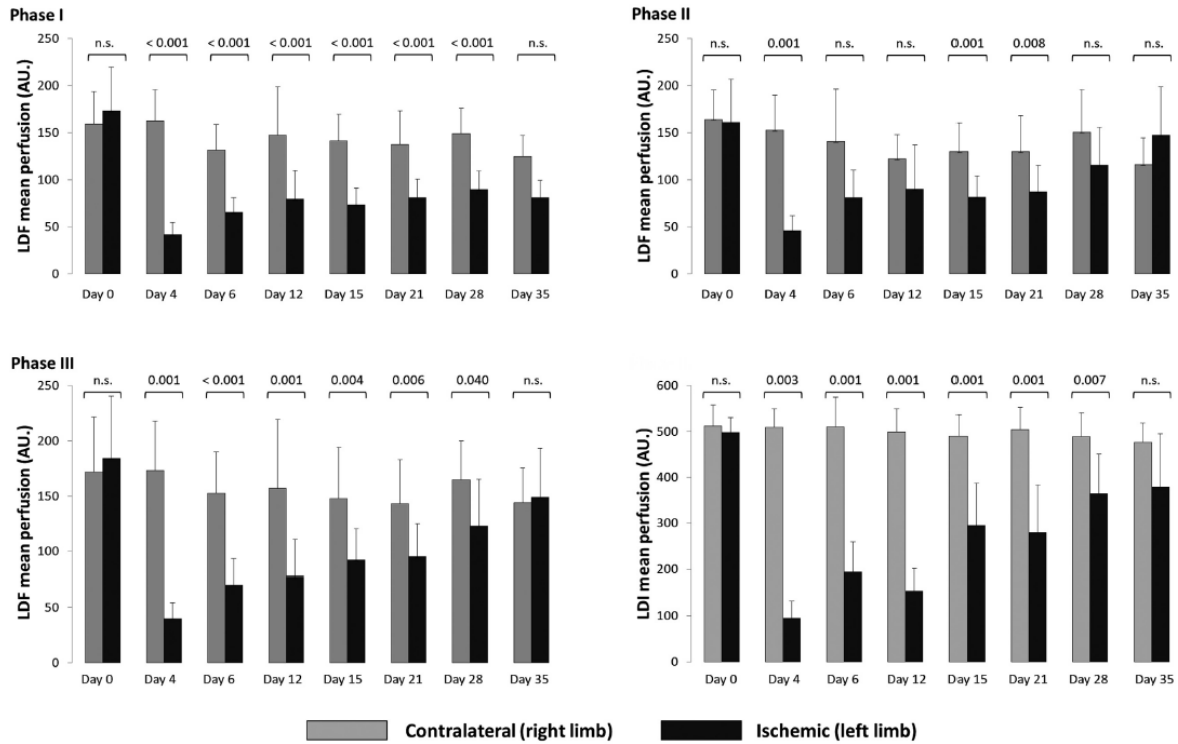 Phase I
n.s. < 0.001 < 0.001 < 0.001 < 0.001 < 0.001 < 0.001 n.s.
LDF mean perfusion (AU.)
250
200
150
100
50
0
Day 0 Day 4 Day 6 Day 12 Day 15 Day 21 Day 28 Day 35
Phase II
n.s. 0.001 n.s. n.s. 0.001 0.008 n.s. n.s.
LDF mean perfusion (AU.)
250
200
150
100
50
0
Day 0 Day 4 Day 6 Day 12 Day 15 Day 21 Day 28 Day 35
Phase III
n.s. 0.001 < 0.001 0.001 0.004 0.006 0.040 n.s.
LDF mean perfusion (AU.)
250
200
150
100
50
0
Day 0 Day 4 Day 6 Day 12 Day 15 Day 21 Day 28 Day 35
n.s. 0.003 0.001 0.001 0.001 0.001 0.007 n.s.
LDI mean perfusion (AU.)
600
500
400
300
200
100
0
Day 0 Day 4 Day 6 Day 12 Day 15 Day 21 Day 28 Day 35
Contralateral (right limb) Ischemic (left limb)